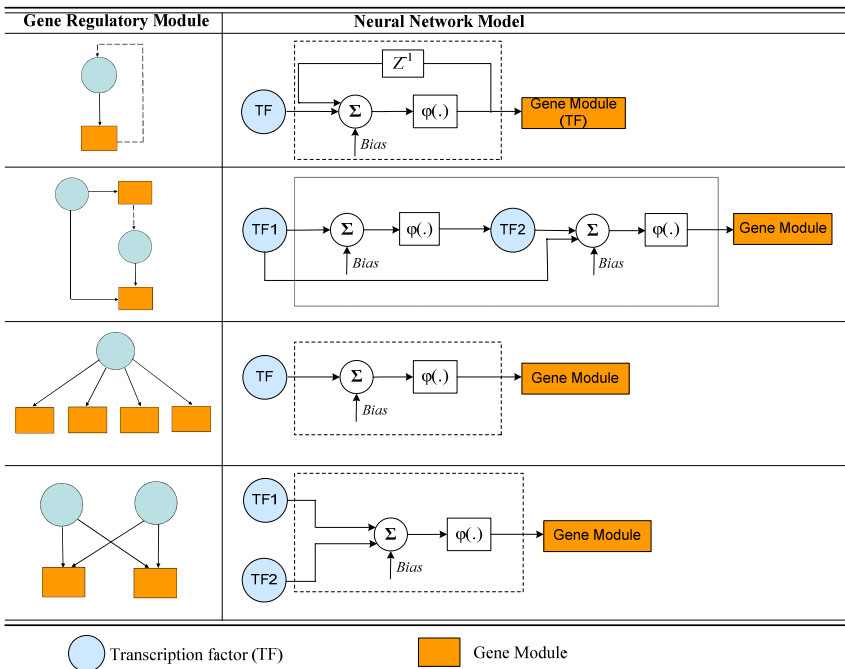 Gene Regulatory Module Neural Network Model
Z⁻¹
TF Σ φ(.) Gene Module
(TF)
Bias
TF1 Σ φ(.) TF2 Σ φ(.) Gene Module
Bias Bias
TF Σ φ(.) Gene Module
Bias
TF1
Σ φ(.) Gene Module
Bias
TF2
Transcription factor (TF) Gene Module